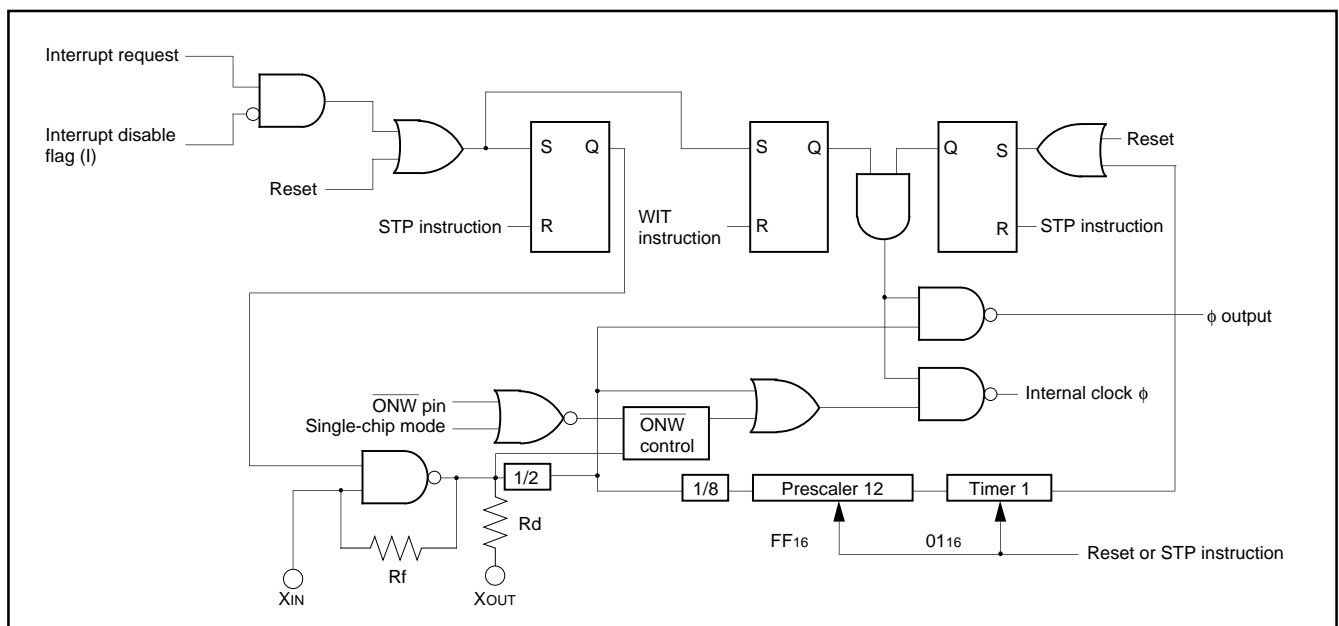 Interrupt request
Interrupt disable
flag (I)
Reset
S Q
R
STP instruction
S Q
R
WIT
instruction
Q S
R
Reset
STP instruction
ϕ output
Internal clock ϕ
O̅N̅W̅ pin
Single-chip mode
O̅N̅W̅
control
1/2
1/8
Prescaler 12
Timer 1
Rd
Rf
FF16
0116
Reset or STP instruction
XIN
XOUT